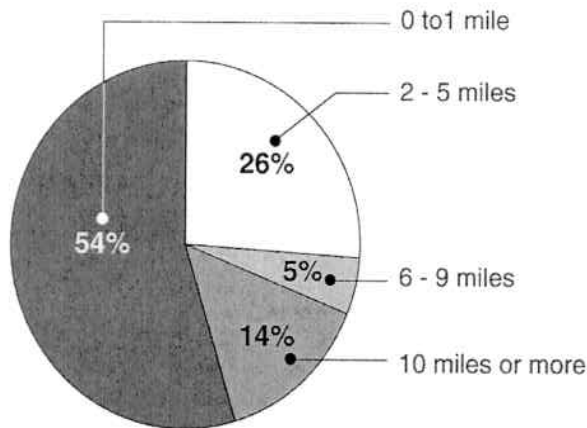 0 to1 mile
2 - 5 miles
26%
54%
5%
6 - 9 miles
14%
10 miles or more